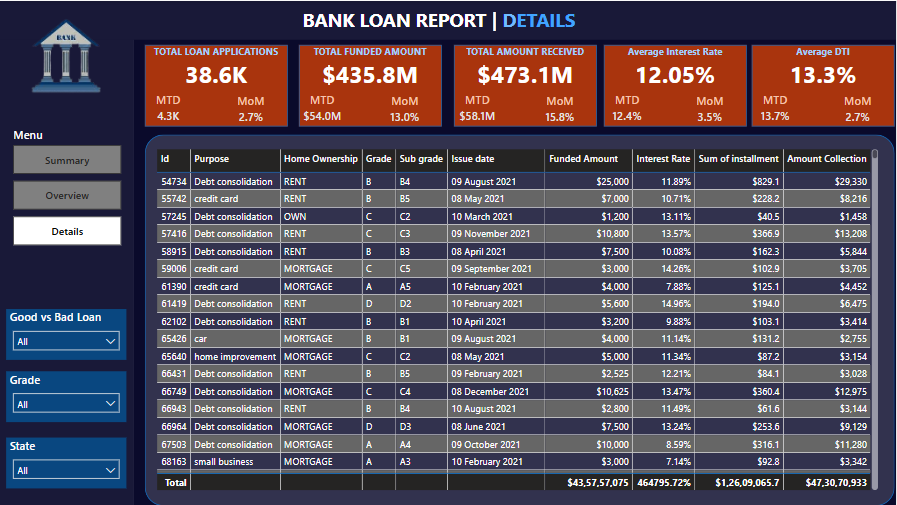 BANK LOAN REPORT | DETAILS
BANK
TOTAL LOAN APPLICATIONS
38.6K
MTD MoM
4.3K 2.7%
TOTAL FUNDED AMOUNT
$435.8M
MTD MoM
$54.0M 13.0%
TOTAL AMOUNT RECEIVED
$473.1M
MTD MoM
$58.1M 15.8%
Average Interest Rate
12.05%
MTD MoM
12.4% 3.5%
Average DTI
13.3%
MTD MoM
13.7% 2.7%
Menu
Summary
Overview
Details
Good vs Bad Loan
All
Grade
All
State
All
Id Purpose Home Ownership Grade Sub grade Issue date Funded Amount Interest Rate Sum of installment Amount Collection
54734 Debt consolidation RENT B B4 09 August 2021 $25,000 11.89% $829.1 $29,330
55742 credit card RENT B B5 08 May 2021 $7,000 10.71% $228.2 $8,216
57245 Debt consolidation OWN C C2 10 March 2021 $1,200 13.11% $40.5 $1,458
57416 Debt consolidation RENT C C3 09 November 2021 $10,800 13.57% $366.9 $13,208
58915 Debt consolidation RENT B B3 08 April 2021 $7,500 10.08% $162.3 $5,844
59006 credit card MORTGAGE C C5 09 September 2021 $3,000 14.26% $102.9 $3,705
61390 credit card MORTGAGE A A5 10 February 2021 $4,000 7.88% $125.1 $4,452
61419 Debt consolidation RENT D D2 10 February 2021 $5,600 14.96% $194.0 $6,475
62102 Debt consolidation RENT B B1 10 April 2021 $3,200 9.88% $103.1 $3,414
65426 car MORTGAGE B B1 09 August 2021 $4,000 11.14% $131.2 $2,755
65640 home improvement MORTGAGE C C2 08 May 2021 $5,000 11.34% $87.2 $3,154
66431 Debt consolidation RENT B B5 09 February 2021 $2,525 12.21% $84.1 $3,028
66749 Debt consolidation MORTGAGE C C4 08 December 2021 $10,625 13.47% $360.4 $12,975
66943 Debt consolidation RENT B B4 10 August 2021 $2,800 11.49% $61.6 $3,144
66964 Debt consolidation MORTGAGE D D3 08 June 2021 $7,500 13.24% $253.6 $9,129
67503 Debt consolidation MORTGAGE A A4 09 October 2021 $10,000 8.59% $316.1 $11,280
68163 small business MORTGAGE A A3 10 February 2021 $3,000 7.14% $92.8 $3,342
Total $43,57,57,075 464795.72% $1,26,09,065.7 $47,30,70,933